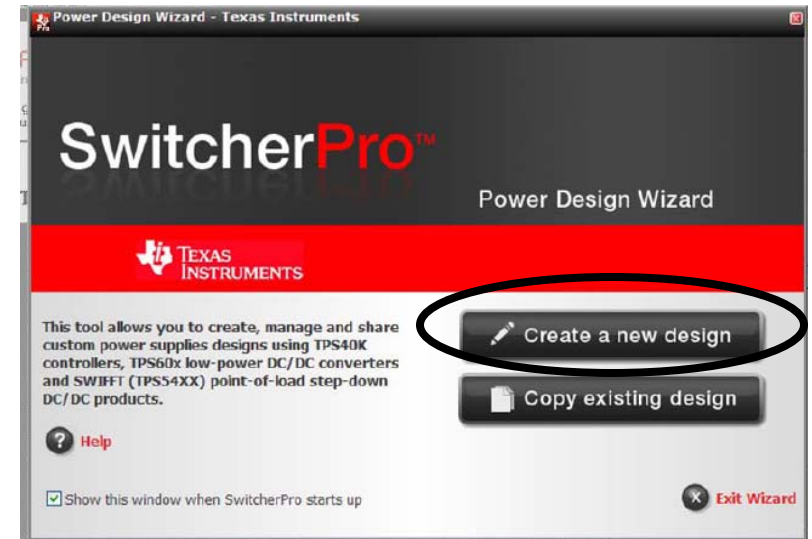 Power Design Wizard - Texas Instruments
Pro
SwitcherPro™
Power Design Wizard
TEXAS
INSTRUMENTS
This tool allows you to create, manage and share
custom power supplies designs using TPS40K
controllers, TPS60x low-power DC/DC converters
and SWIFFT (TPS54XX) point-of-load step-down
DC/DC products.
Create a new design
Copy existing design
? Help
Show this window when SwitcherPro starts up
X Exit Wizard